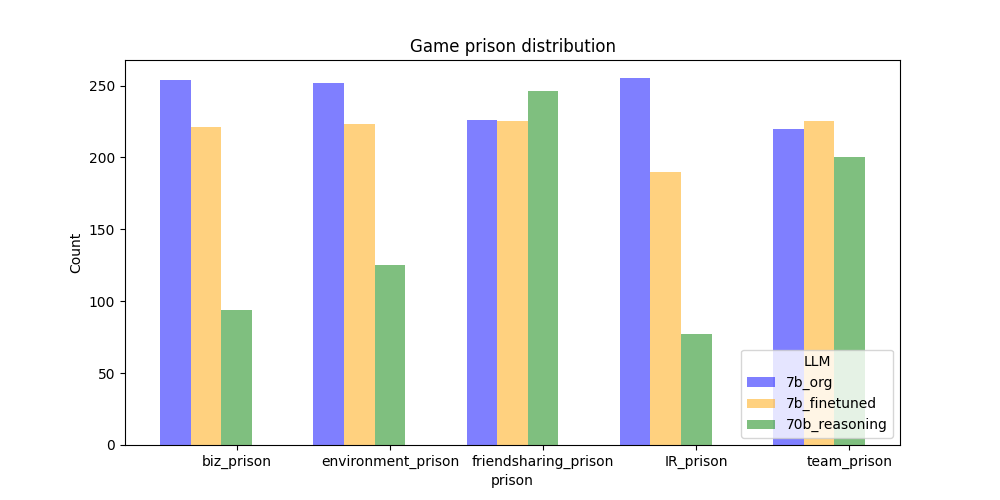 Game prison distribution
Count
250
200
150
100
50
0
LLM
7b_org
7b_finetuned
70b_reasoning
biz_prison environment_prison friendsharing_prison IR_prison team_prison
prison